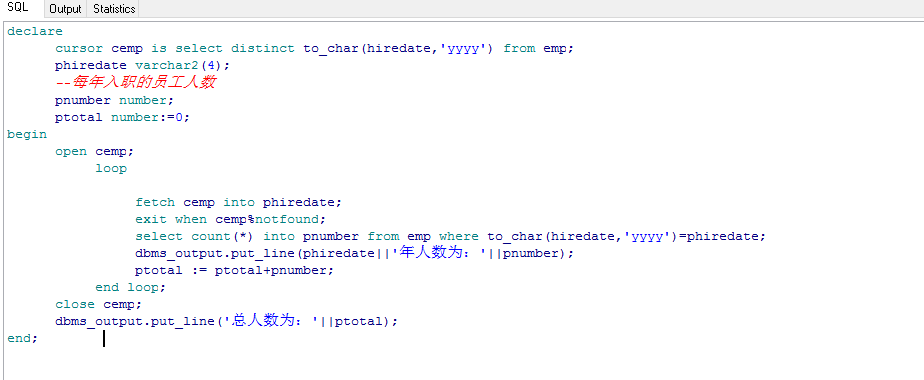 SQL Output Statistics
declare
cursor cemp is select distinct to_char(hiredate,'yyyy') from emp;
phiredate varchar2(4);
--每年入职的员工人数
pnumber number;
ptotal number:=0;
begin
open cemp;
loop
fetch cemp into phiredate;
exit when cemp%notfound;
select count(*) into pnumber from emp where to_char(hiredate,'yyyy')=phiredate;
dbms_output.put_line(phiredate||'年人数为：'||pnumber);
ptotal := ptotal+pnumber;
end loop;
close cemp;
dbms_output.put_line('总人数为：'||ptotal);
end;